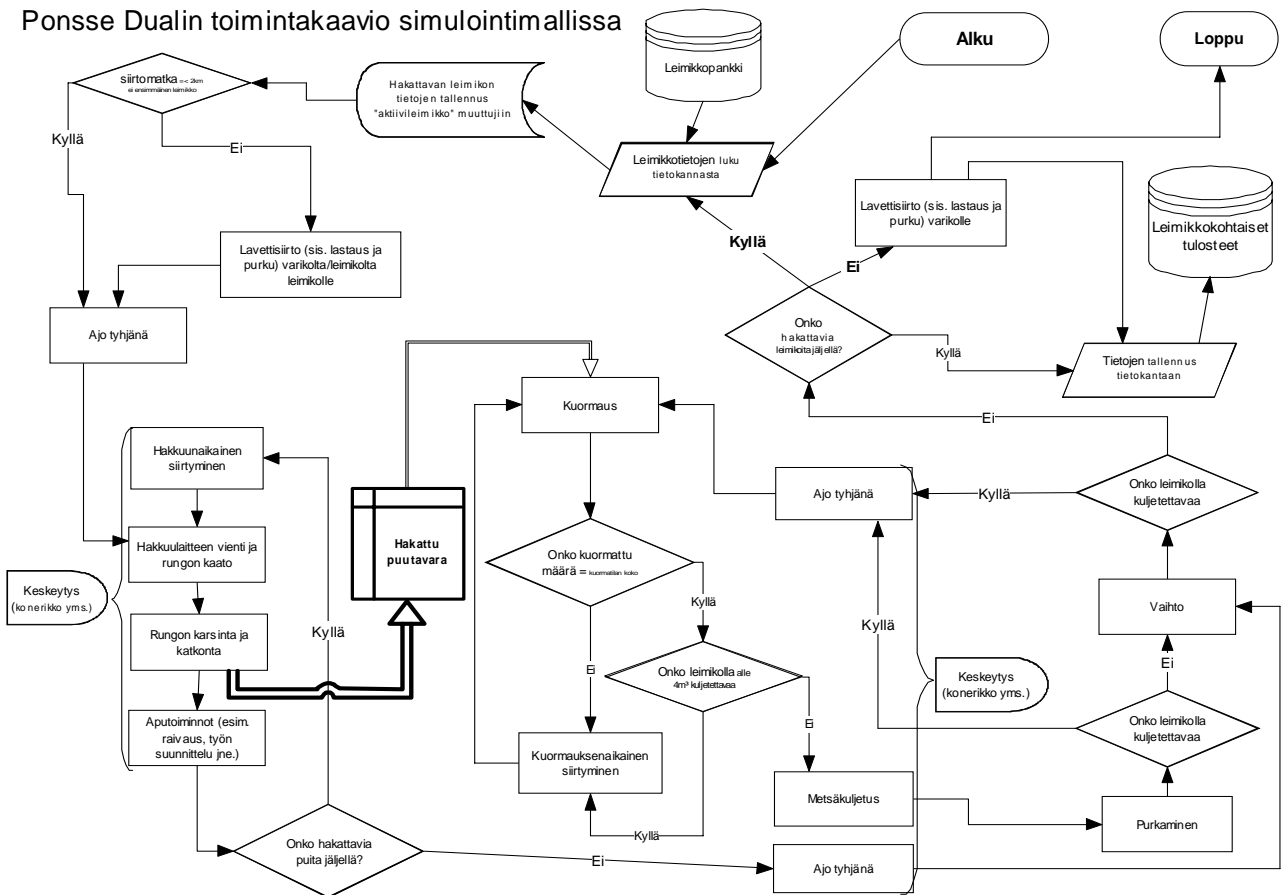 Ponsse Dualin toimintakaavio simulointimallissa
Alku
Loppu
Leimikkopankki
siirtomatka =< 2km
ei ensimmäinen leimikko
Hakattavan leimikon
tietojen tallennus
"aktiivileimikko" muuttujiin
Kyllä
Ei
Leimikkotietojen luku
tietokannasta
Lavettisiirto (sis. lastaus ja
purku) varikolle
Leimikkokohtaiset
tulosteet
Kyllä
Ei
Lavettisiirto (sis. lastaus ja
purku) varikolta/leimikolta
leimikolle
Ajo tyhjänä
Onko
hakattavia
leimikoita jäljellä?
Kyllä
Tietojen tallennus
tietokantaan
Ei
Kuormaus
Hakkuunaikainen
siirtyminen
Ajo tyhjänä
Kyllä
Onko leimikolla
kuljetettavaa
Hakkuulaitteen vienti ja
rungon kaato
Hakattu
puutavara
Onko kuormattu
määrä = kuormatilan koko
Keskeytys
(konerikko yms.)
Kyllä
Vaihto
Rungon karsinta ja
katkonta
Kyllä
Kyllä
Ei
Onko leimikolla alle
4m³ kuljetettavaa
Ei
Keskeytys
(konerikko yms.)
Aputoiminnot (esim.
raivaus, työn
suunnittelu jne.)
Ei
Onko leimikolla
kuljetettavaa
Kuormauksenaikainen
siirtyminen
Metsäkuljetus
Purkaminen
Kyllä
Onko hakattavia
puita jäljellä?
Ei
Ajo tyhjänä